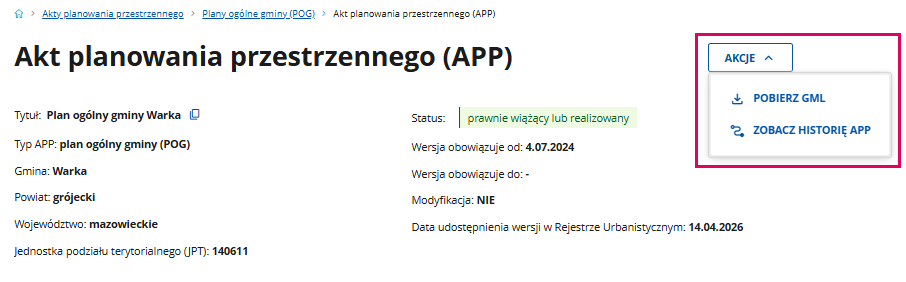 Akty planowania przestrzennego > Plany ogólne gminy (POG) > Akt planowania przestrzennego (APP)
Akt planowania przestrzennego (APP)
AKCJE
POBIERZ GML
ZOBACZ HISTORIĘ APP
Tytuł: Plan ogólny gminy Warka
Typ APP: plan ogólny gminy (POG)
Gmina: Warka
Powiat: grójecki
Województwo: mazowieckie
Jednostka podziału terytorialnego (JPT): 140611
Status: prawnie wiążący lub realizowany
Wersja obowiązuje od: 4.07.2024
Wersja obowiązuje do: -
Modyfikacja: NIE
Data udostępnienia wersji w Rejestrze Urbanistycznym: 14.04.2026